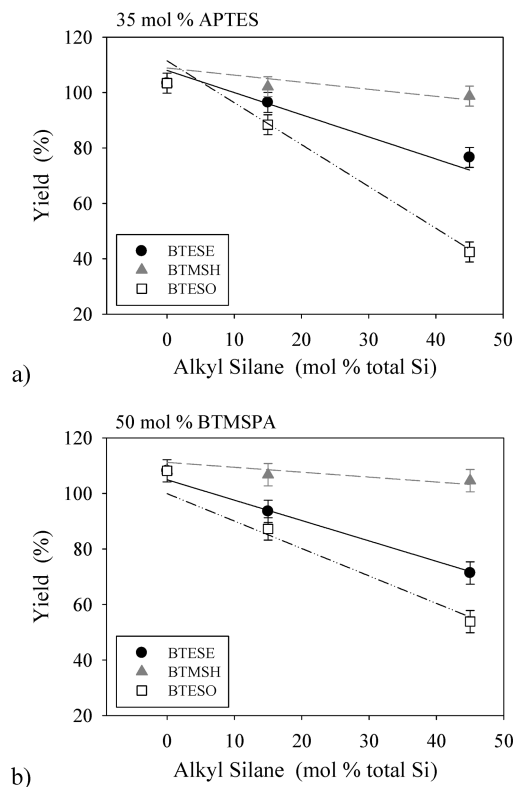 35 mol % APTES
120
100
80
60
40
20
Yield (%)
BTESE
BTMSH
BTESO
0 10 20 30 40 50
Alkyl Silane (mol % total Si)
a)
50 mol % BTMSPA
120
100
80
60
40
20
Yield (%)
BTESE
BTMSH
BTESO
0 10 20 30 40 50
Alkyl Silane (mol % total Si)
b)